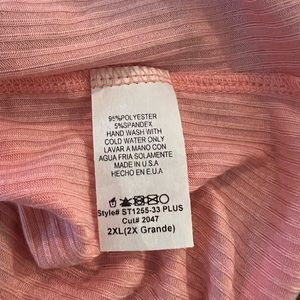 95%POLYESTER
5%SPANDEX
HAND WASH WITH
COLD WATER ONLY
LAVAR A MANO CON
AGUA FRIA SOLAMENTE
MADE IN U.S.A
HECHO EN E.U.A
Style# ST1255-33 PLUS
Cut# 2047
2XL(2X Grande)